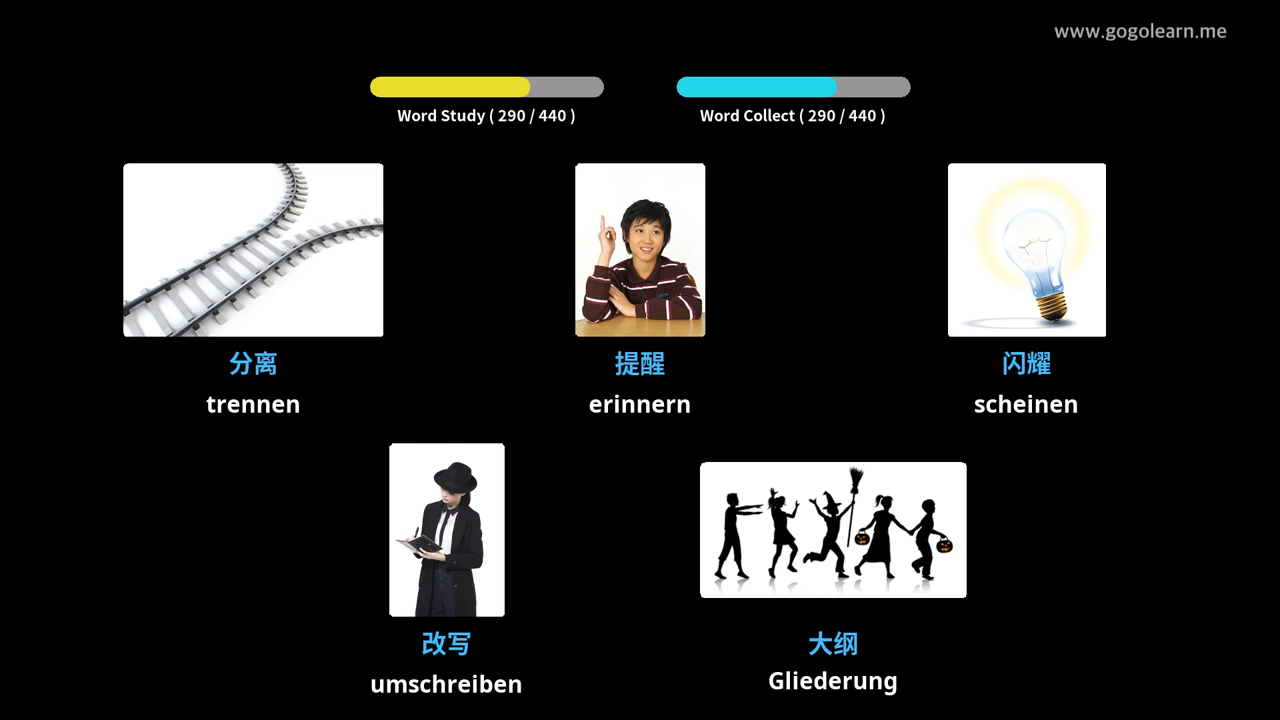 www.gogolearn.me
Word Study ( 290 / 440 )
Word Collect ( 290 / 440 )
分离
trennen
提醒
erinnern
闪耀
scheinen
改写
umschreiben
大纲
Gliederung